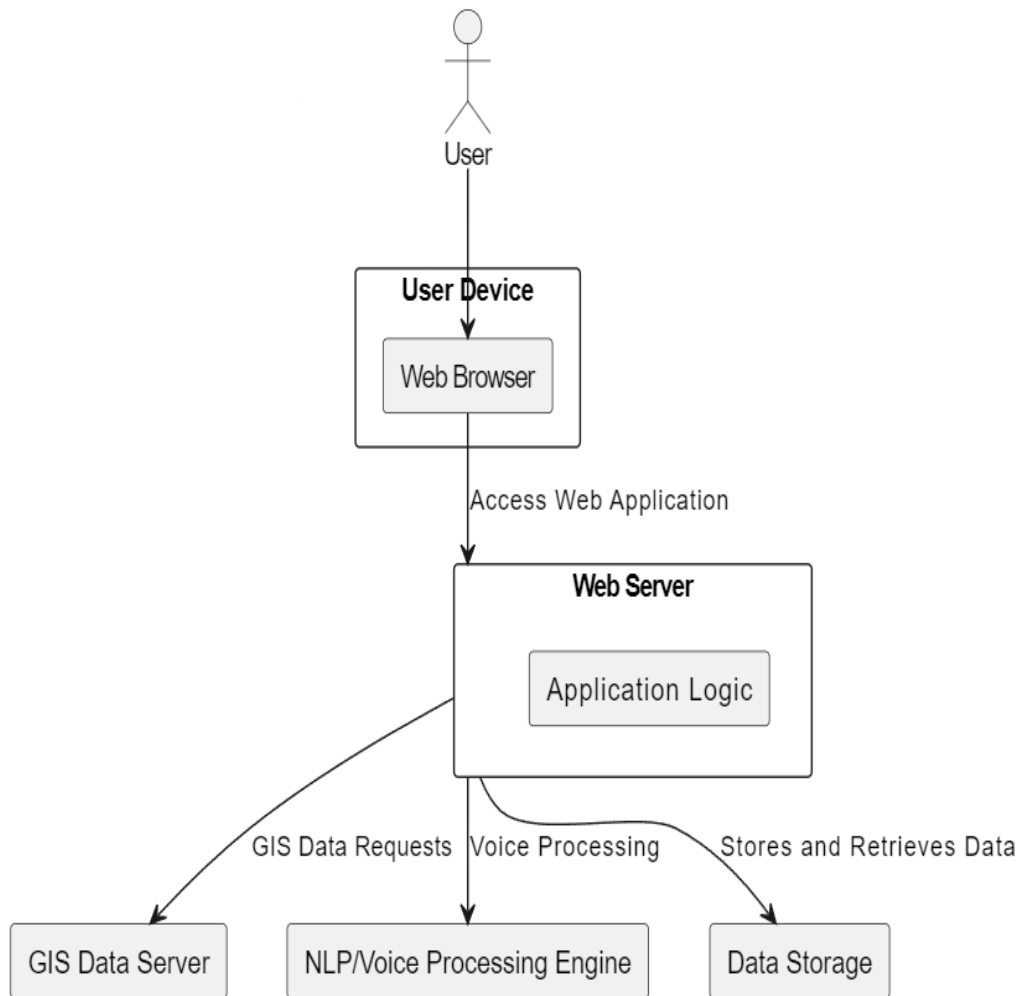 User
User Device
Web Browser
Access Web Application
Web Server
Application Logic
GIS Data Requests
Voice Processing
Stores and Retrieves Data
GIS Data Server
NLP/Voice Processing Engine
Data Storage